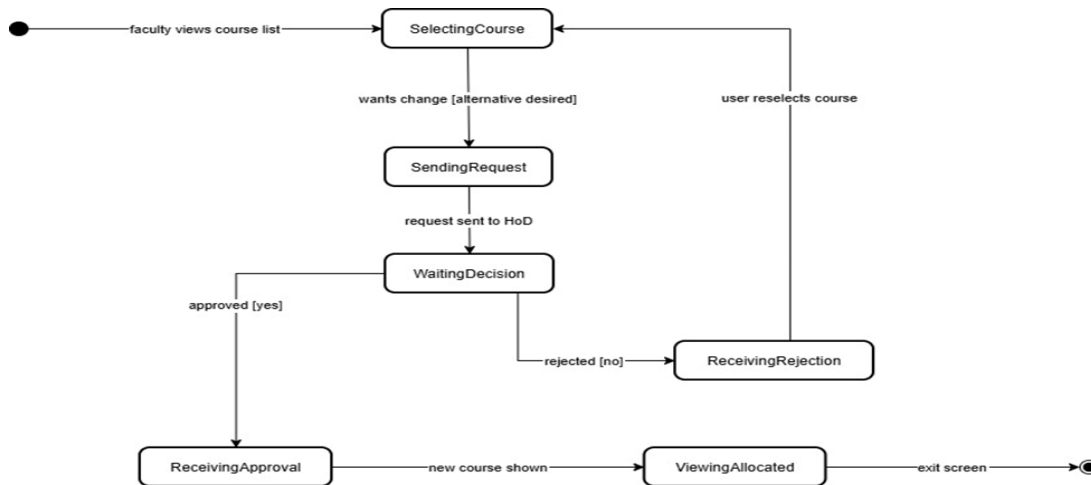 faculty views course list
SelectingCourse
wants change [alternative desired]
user reselects course
SendingRequest
request sent to HoD
WaitingDecision
approved [yes]
rejected [no]
ReceivingRejection
ReceivingApproval
new course shown
ViewingAllocated
exit screen